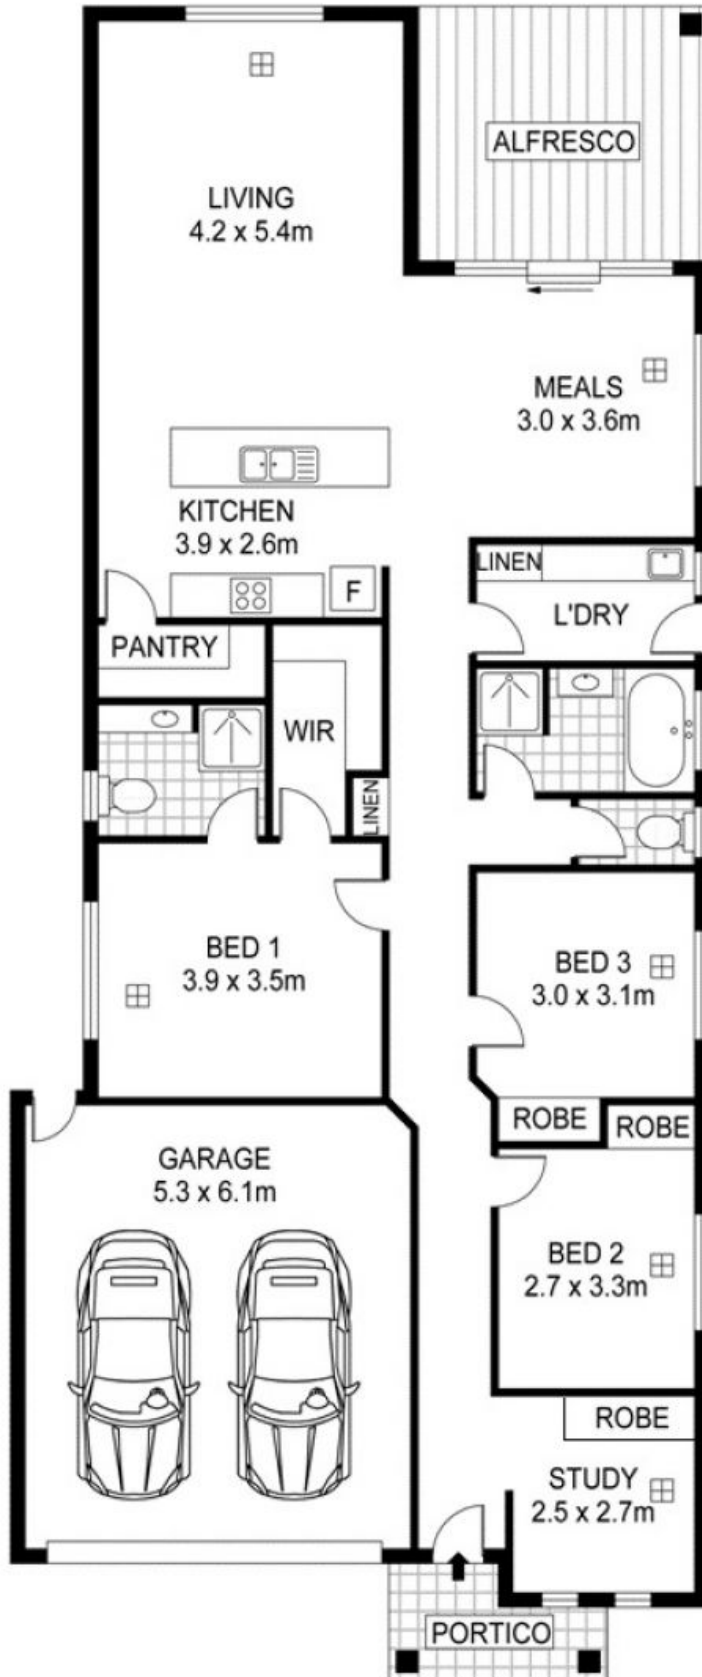 ALFRESCO
LIVING
4.2 x 5.4m
MEALS
3.0 x 3.6m
KITCHEN
3.9 x 2.6m
F
LINEN
L'DRY
PANTRY
WIR
LINEN
BED 1
3.9 x 3.5m
BED 3
3.0 x 3.1m
ROBE
ROBE
GARAGE
5.3 x 6.1m
BED 2
2.7 x 3.3m
ROBE
STUDY
2.5 x 2.7m
PORTICO